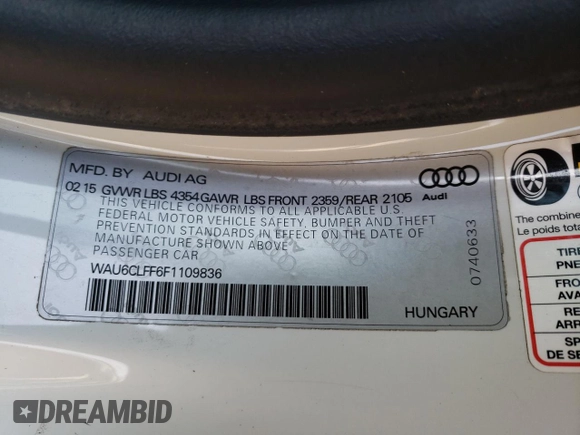 MFD. BY AUDI AG
02 15 GVWR LBS 4354 GAWR LBS FRONT 2359/REAR 2105
THIS VEHICLE CONFORMS TO ALL APPLICABLE U.S
FEDERAL MOTOR VEHICLE SAFETY, BUMPER AND THEFT
PREVENTION STANDARDS IN EFFECT ON THE DATE OF
MANUFACTURE SHOWN ABOVE
PASSENGER CAR
WAU6CLFF6F1109836
Audi
0740633
HUNGARY
The combine
Le poids tota
TIRE
PNE
FRO
AVA
RE
ARR
SP
DE SE
DREAMBID